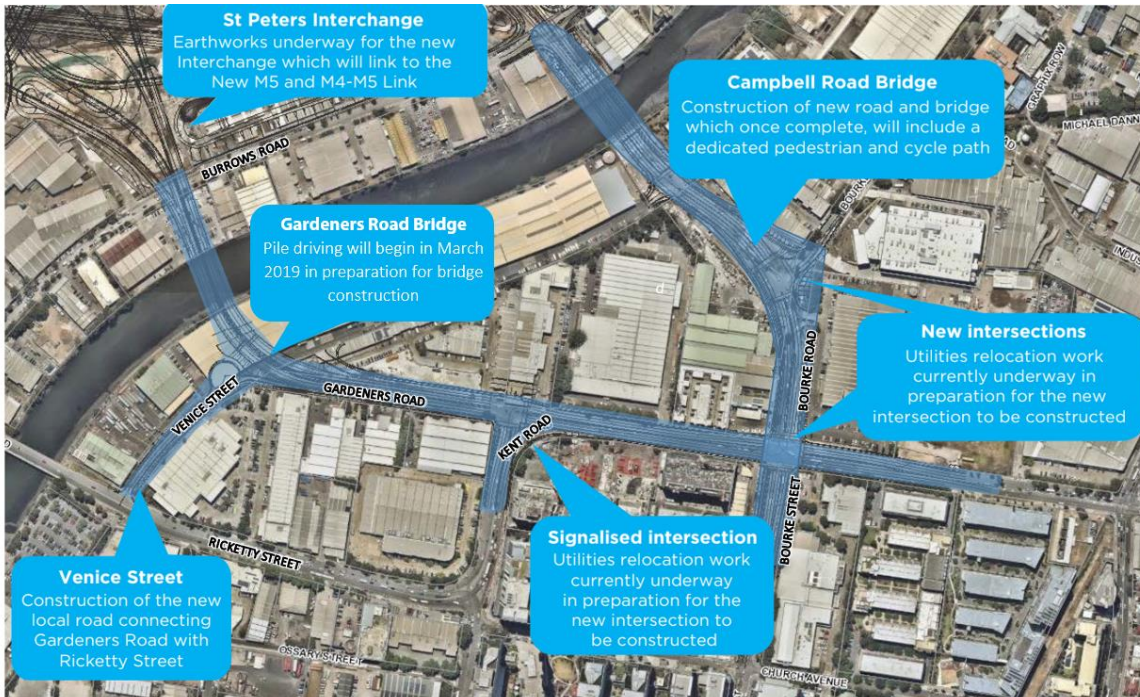 St Peters Interchange
Earthworks underway for the new
Interchange which will link to the
New M5 and M4-M5 Link
Campbell Road Bridge
Construction of new road and bridge
which once complete, will include a
dedicated pedestrian and cycle path
GRAPHIX ROW
MICHAEL DANN
BURROWS ROAD
Gardeners Road Bridge
Pile driving will begin in March
2019 in preparation for bridge
construction
d
New intersections
Utilities relocation work
currently underway in
preparation for the new
intersection to be constructed
BOURKE ROAD
GARDENERS ROAD
VENICE STREET
KENT ROAD
BOURKE STREET
RICKETTY STREET
Signalised intersection
Utilities relocation work
currently underway
in preparation for the
new intersection to
be constructed
Venice Street
Construction of the new
local road connecting
Gardeners Road with
Ricketty Street
OSSARY STREET
CHURCH AVENUE